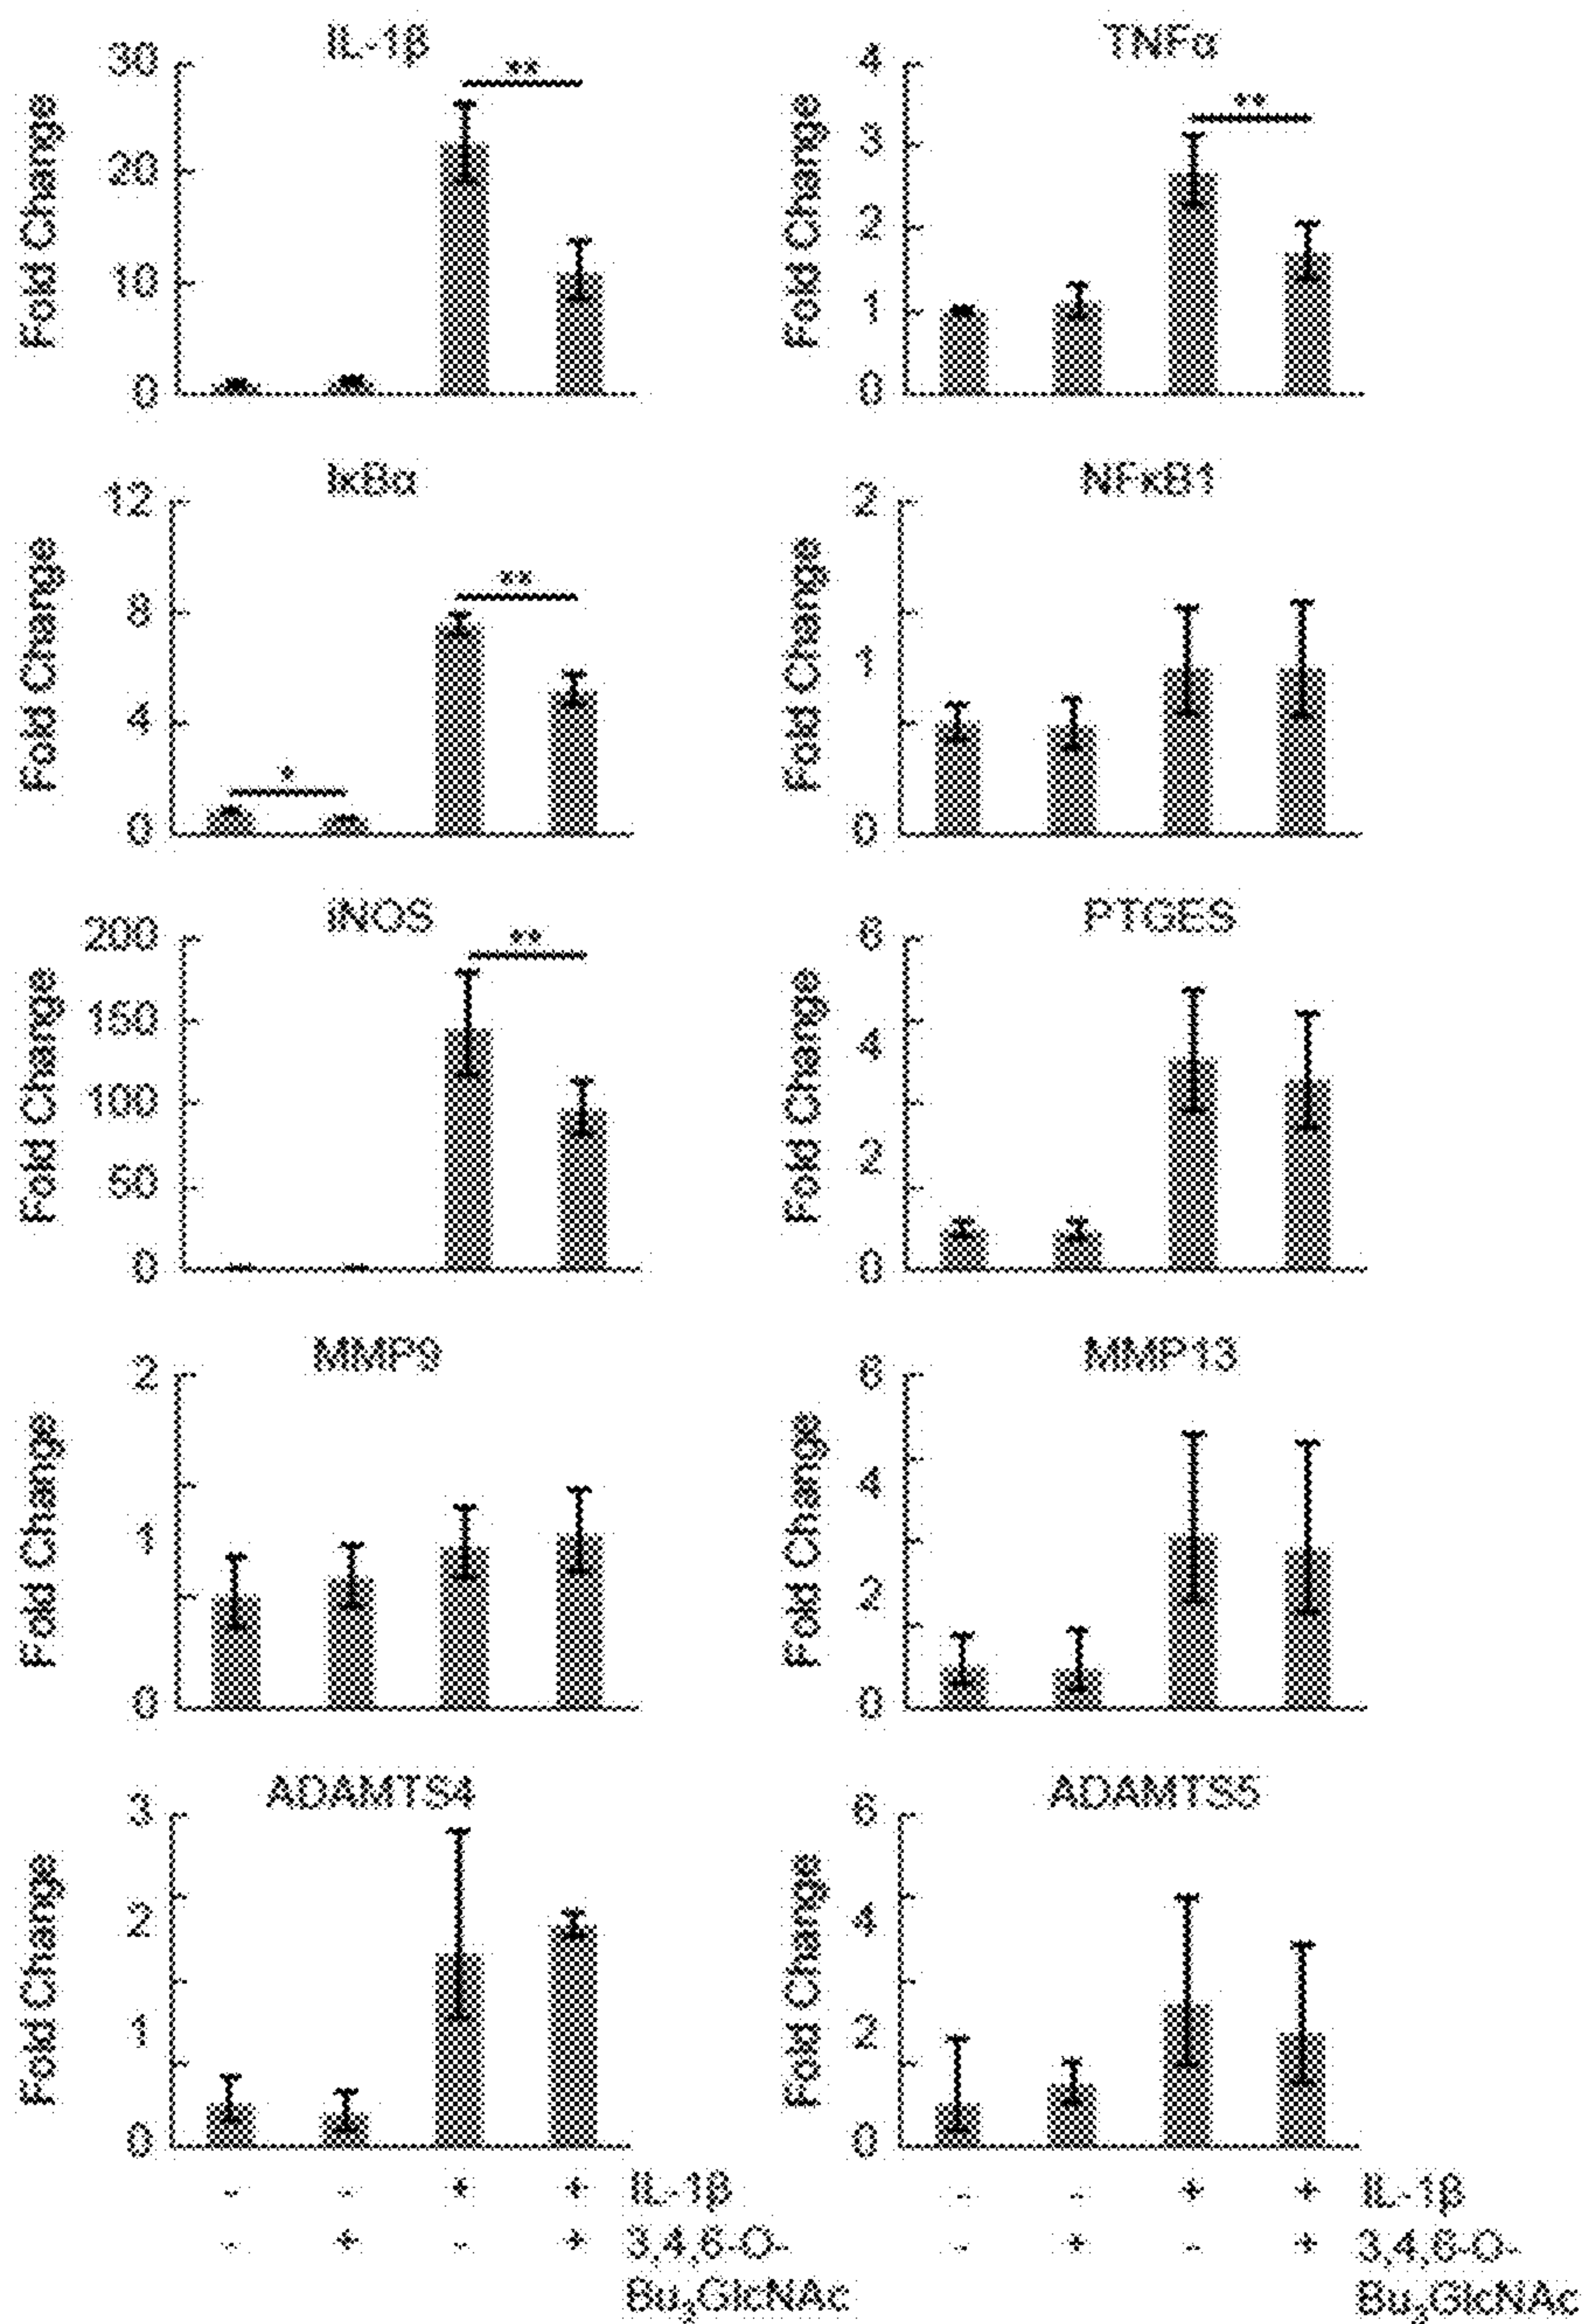 IL-1β
30
**
20
10
0
Fold Change
TNFα
4
**
3
2
1
0
Fold Change
IκBα
12
**
8
4
*
0
Fold Change
NFκB1
2
1
0
Fold Change
iNOS
200
**
150
100
50
0
Fold Change
PTGES
6
4
2
0
Fold Change
MMP9
2
1
0
Fold Change
MMP13
6
4
2
0
Fold Change
ADAMTS4
3
2
1
0
Fold Change
ADAMTS5
6
4
2
0
Fold Change
- - + + IL-1β
- + - + 3,4,6-O-
Bu₃GlcNAc
- - + + IL-1β
- + - + 3,4,6-O-
Bu₃GlcNAc